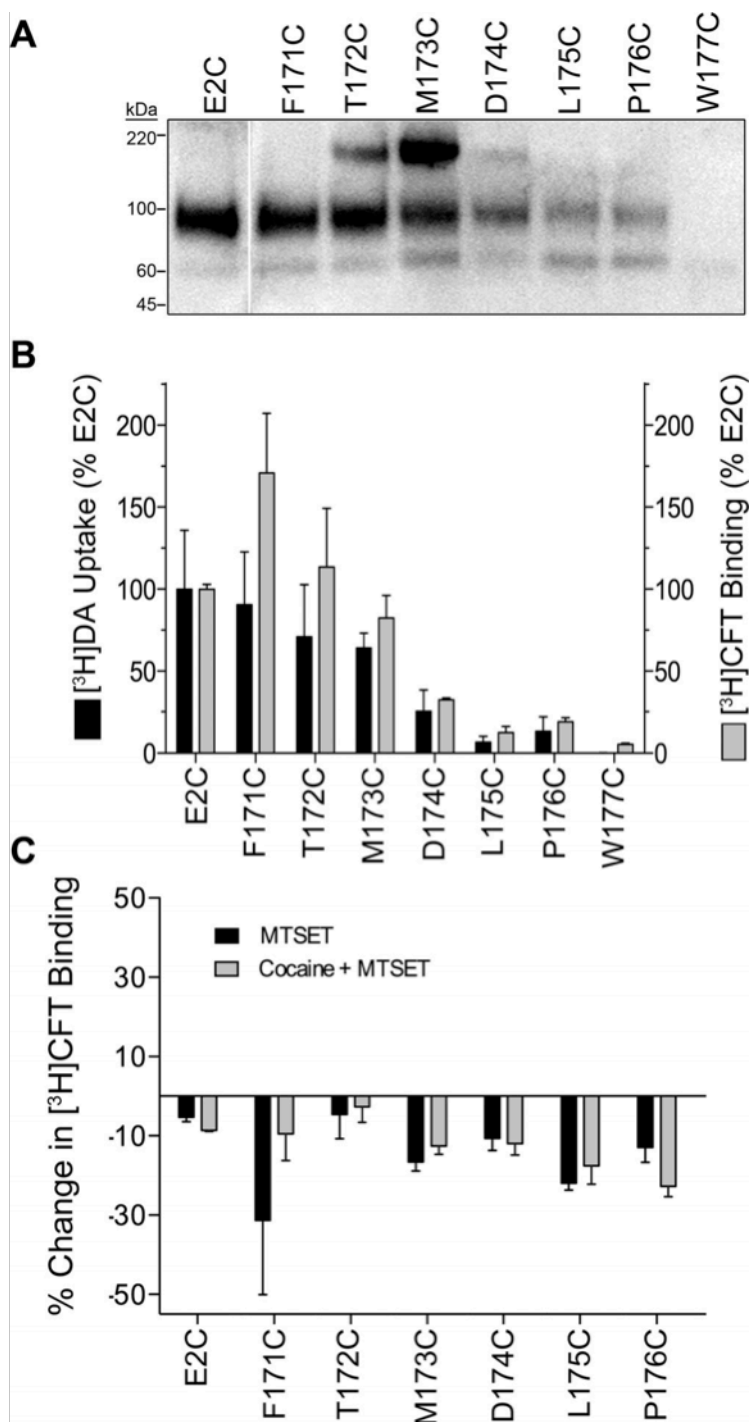 A
E2C
F171C
T172C
M173C
D174C
L175C
P176C
W177C
kDa
220
100
60
45
B
[³H]DA Uptake (% E2C)
200
150
100
50
0
200
150
100
50
0
[³H]CFT Binding (% E2C)
E2C
F171C
T172C
M173C
D174C
L175C
P176C
W177C
C
% Change in [³H]CFT Binding
50
30
10
-10
-30
-50
MTSET
Cocaine + MTSET
E2C
F171C
T172C
M173C
D174C
L175C
P176C